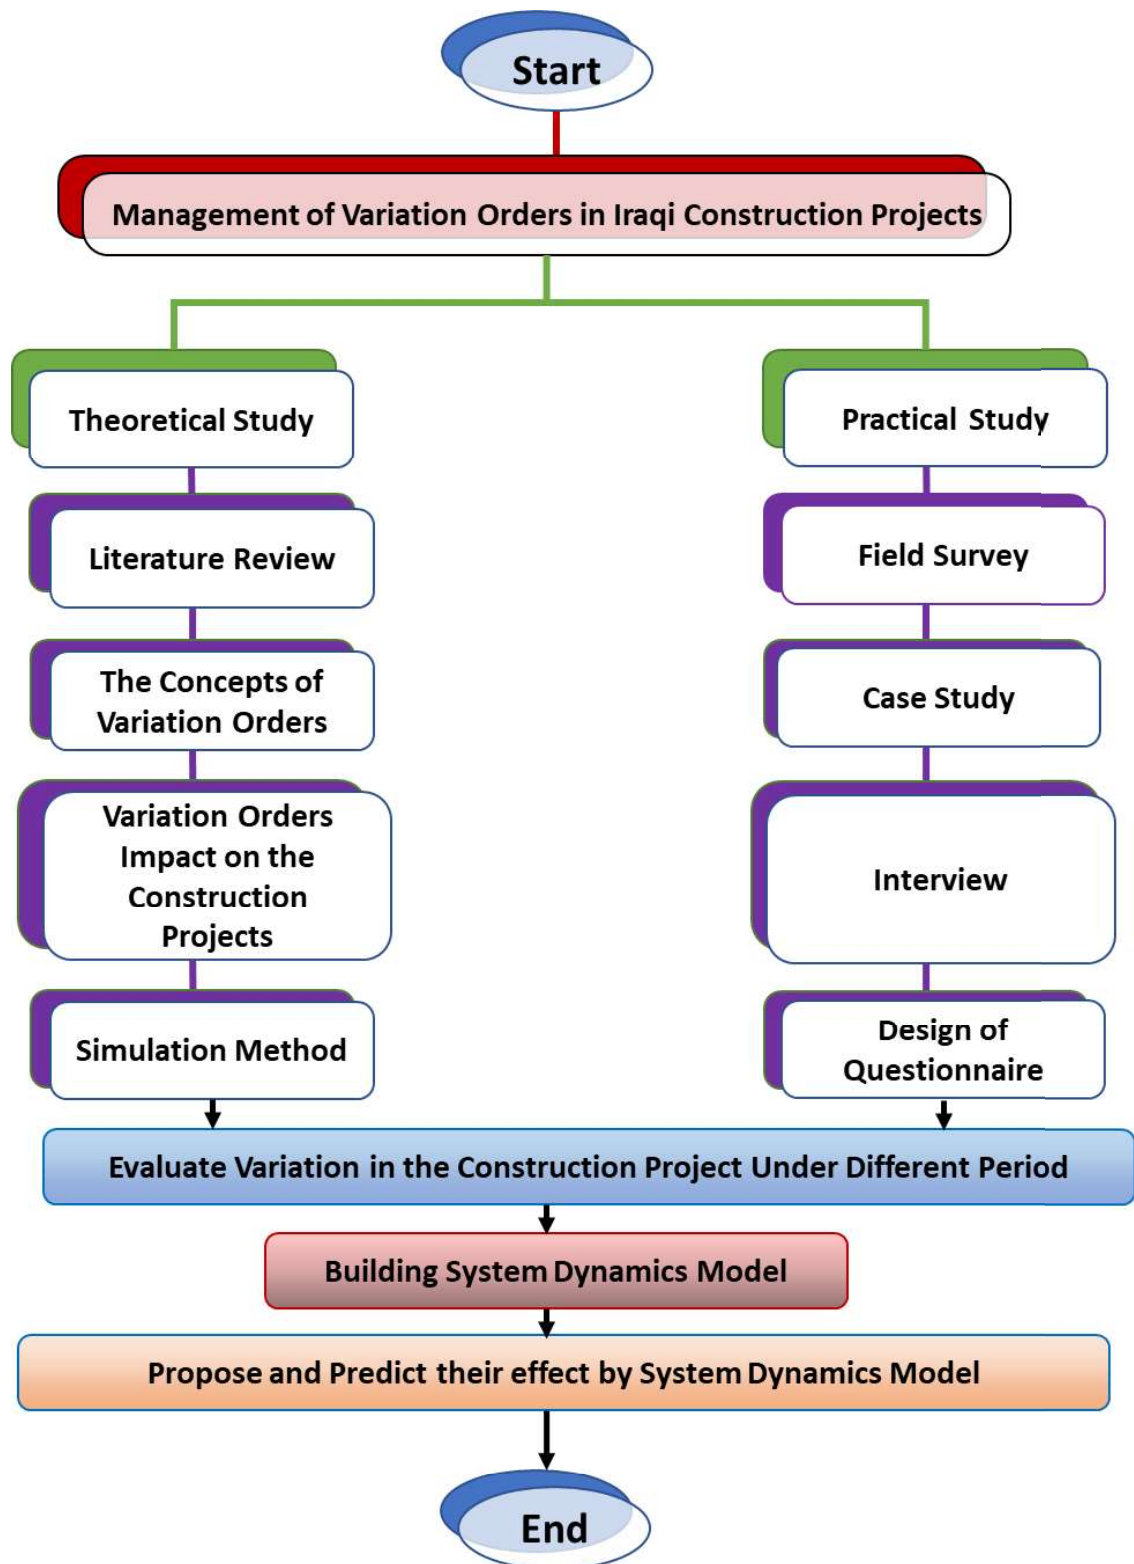 Start
Management of Variation Orders in Iraqi Construction Projects
Theoretical Study
Literature Review
The Concepts of
Variation Orders
Variation Orders
Impact on the
Construction
Projects
Simulation Method
Practical Study
Field Survey
Case Study
Interview
Design of
Questionnaire
Evaluate Variation in the Construction Project Under Different Period
Building System Dynamics Model
Propose and Predict their effect by System Dynamics Model
End